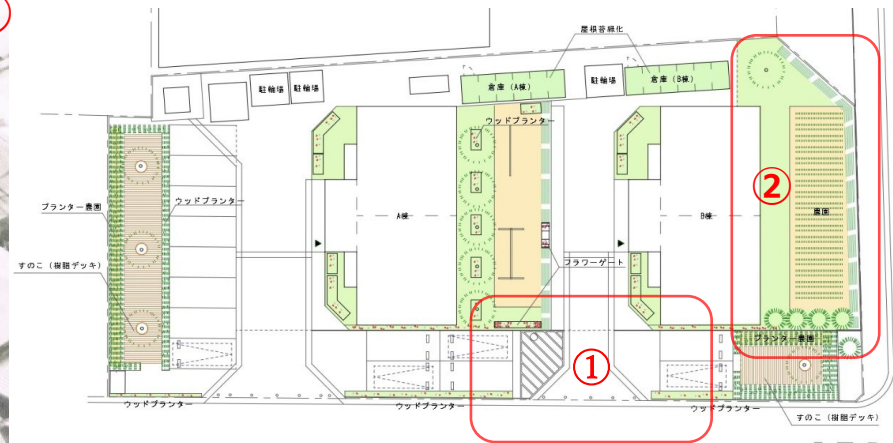 屋根苔緑化
駐輪場
駐輪場
倉庫(A棟)
駐輪場
倉庫(B棟)
ウッドプランター
プランター農園
ウッドプランター
②
A棟
B棟
農園
すのこ(樹脂デッキ)
フラワーゲート
プランター農園
①
ウッドプランター
ウッドプランター
ウッドプランター
すのこ(樹脂デッキ)